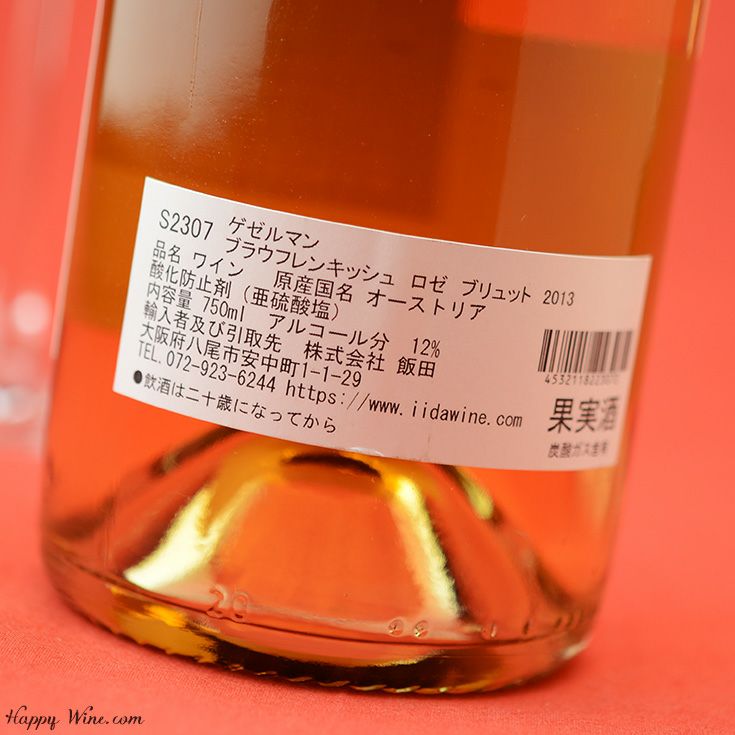 S2307 ゲゼルマン
ブラウフレンキッシュ ロゼ ブリュット 2013
品名 ワイン 原産国名 オーストリア
酸化防止剤 (亜硫酸塩)
内容量 750ml アルコール分 12%
輸入者及び引取先 株式会社 飯田
大阪府八尾市安中町1-1-29
TEL.072-923-6244 https://www.iidawine.com
●飲酒は二十歳になってから
果実酒
炭酸ガス含有
20
Happy Wine.com